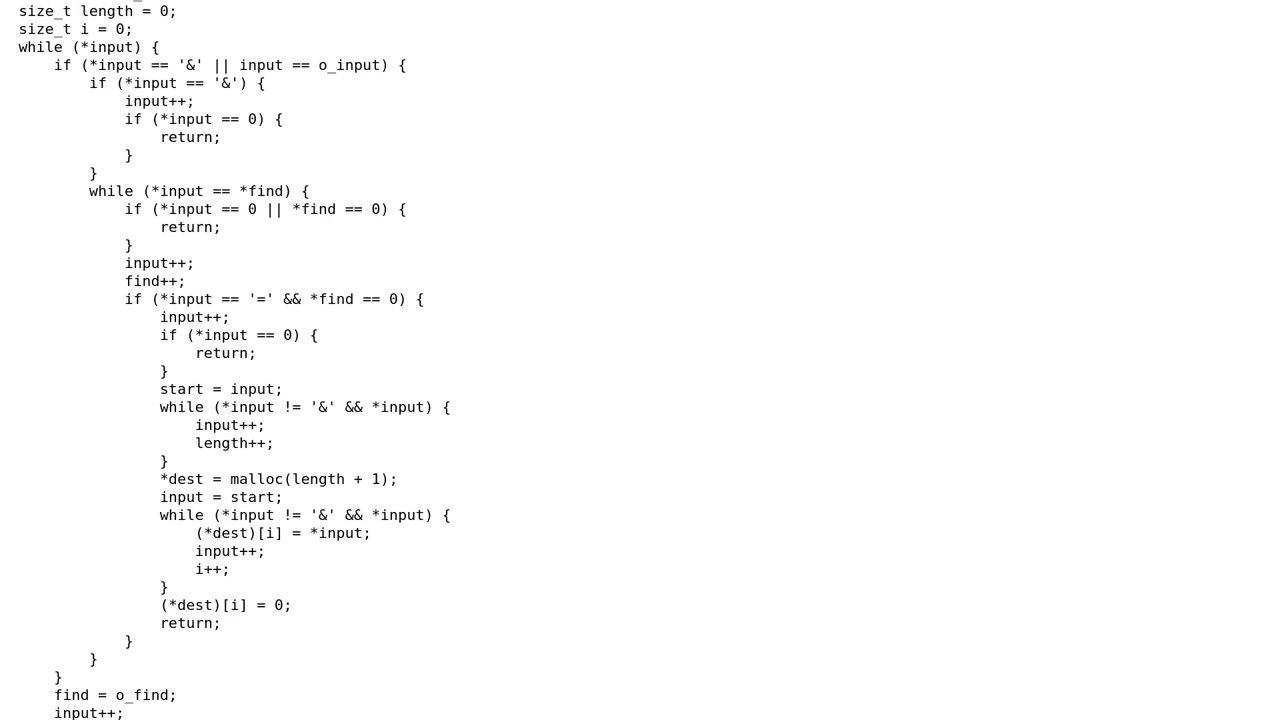 size_t length = 0;
size_t i = 0;
while (*input) {
    if (*input == '&' || input == o_input) {
        if (*input == '&') {
            input++;
            if (*input == 0) {
                return;
            }
        }
        while (*input == *find) {
            if (*input == 0 || *find == 0) {
                return;
            }
            input++;
            find++;
            if (*input == '=' && *find == 0) {
                input++;
                if (*input == 0) {
                    return;
                }
                start = input;
                while (*input != '&' && *input) {
                    input++;
                    length++;
                }
                *dest = malloc(length + 1);
                input = start;
                while (*input != '&' && *input) {
                    (*dest)[i] = *input;
                    input++;
                    i++;
                }
                (*dest)[i] = 0;
                return;
            }
        }
    }
    find = o_find;
    input++;